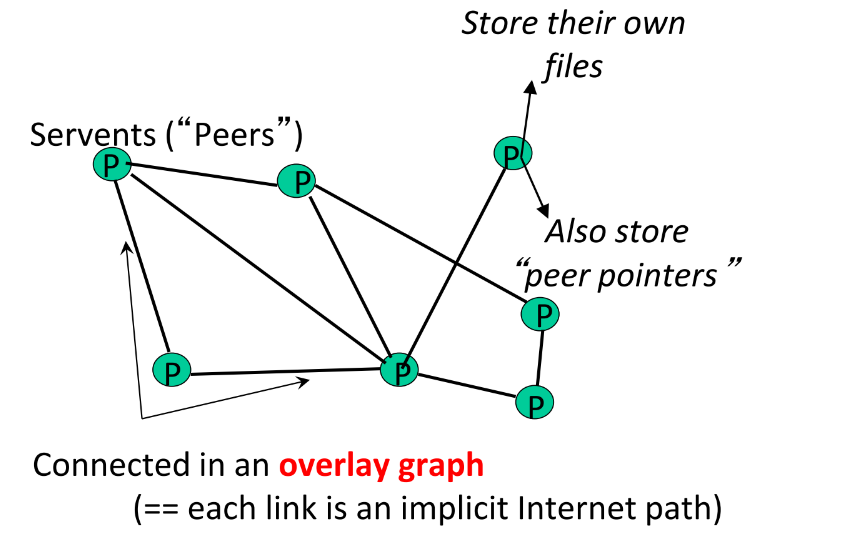 Store their own
files
Servents (“Peers”)
P
P
P
Also store
“peer pointers ”
P
P
P
P
Connected in an overlay graph
(== each link is an implicit Internet path)